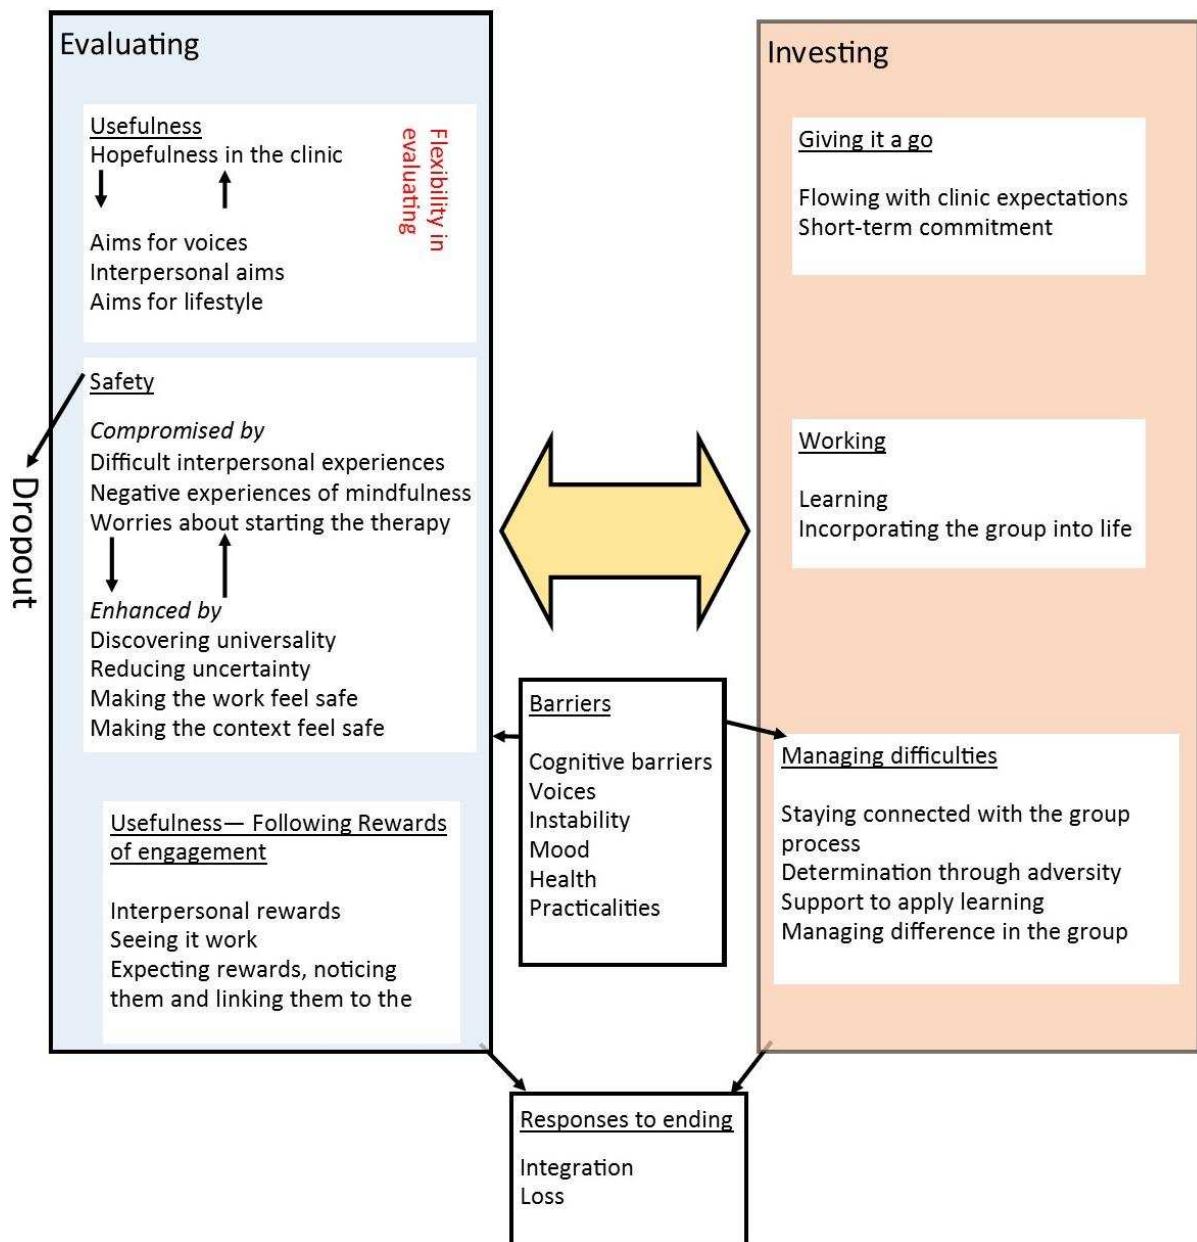 Evaluating
Usefulness
Hopefulness in the clinic
Aims for voices
Interpersonal aims
Aims for lifestyle
Flexibility in
evaluating
Safety
Compromised by
Difficult interpersonal experiences
Negative experiences of mindfulness
Worries about starting the therapy
Enhanced by
Discovering universality
Reducing uncertainty
Making the work feel safe
Making the context feel safe
Dropout
Usefulness— Following Rewards
of engagement
Interpersonal rewards
Seeing it work
Expecting rewards, noticing
them and linking them to the
Barriers
Cognitive barriers
Voices
Instability
Mood
Health
Practicalities
Investing
Giving it a go
Flowing with clinic expectations
Short-term commitment
Working
Learning
Incorporating the group into life
Managing difficulties
Staying connected with the group
process
Determination through adversity
Support to apply learning
Managing difference in the group
Responses to ending
Integration
Loss